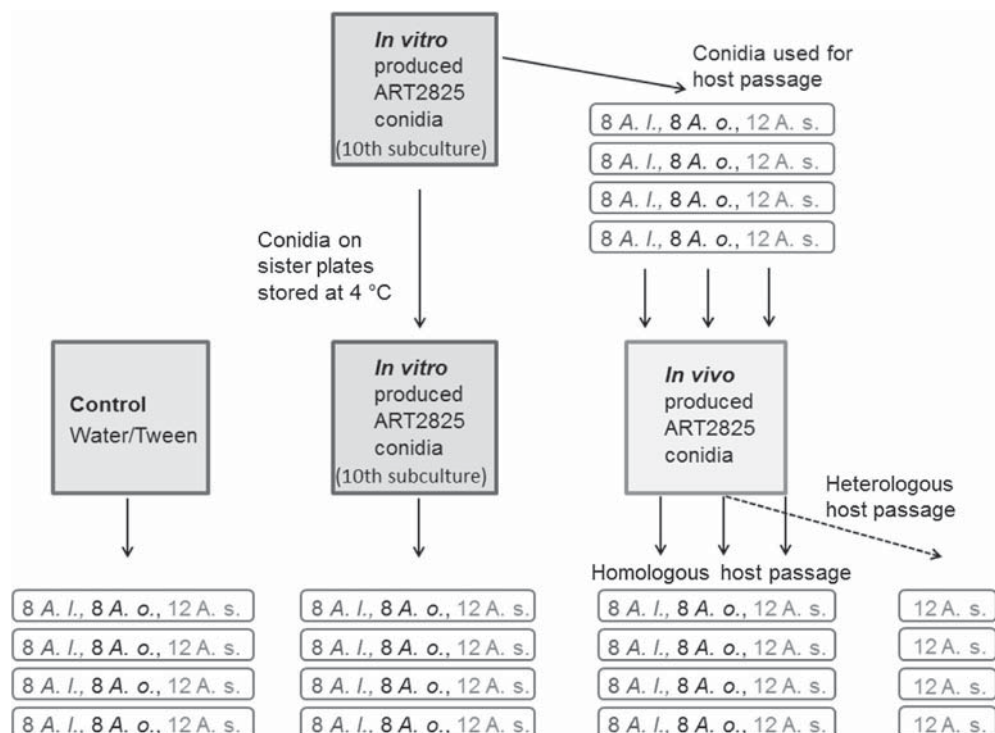 In vitro
produced
ART2825
conidia
(10th subculture)
Conidia used for
host passage
8 A. l., 8 A. o., 12 A. s.
8 A. l., 8 A. o., 12 A. s.
8 A. l., 8 A. o., 12 A. s.
8 A. l., 8 A. o., 12 A. s.
Conidia on
sister plates
stored at 4 °C
Control
Water/Tween
In vitro
produced
ART2825
conidia
(10th subculture)
In vivo
produced
ART2825
conidia
Heterologous
host passage
Homologous host passage
8 A. l., 8 A. o., 12 A. s.
8 A. l., 8 A. o., 12 A. s.
8 A. l., 8 A. o., 12 A. s.
8 A. l., 8 A. o., 12 A. s.
8 A. l., 8 A. o., 12 A. s.
8 A. l., 8 A. o., 12 A. s.
8 A. l., 8 A. o., 12 A. s.
8 A. l., 8 A. o., 12 A. s.
8 A. l., 8 A. o., 12 A. s.
8 A. l., 8 A. o., 12 A. s.
8 A. l., 8 A. o., 12 A. s.
8 A. l., 8 A. o., 12 A. s.
12 A. s.
12 A. s.
12 A. s.
12 A. s.